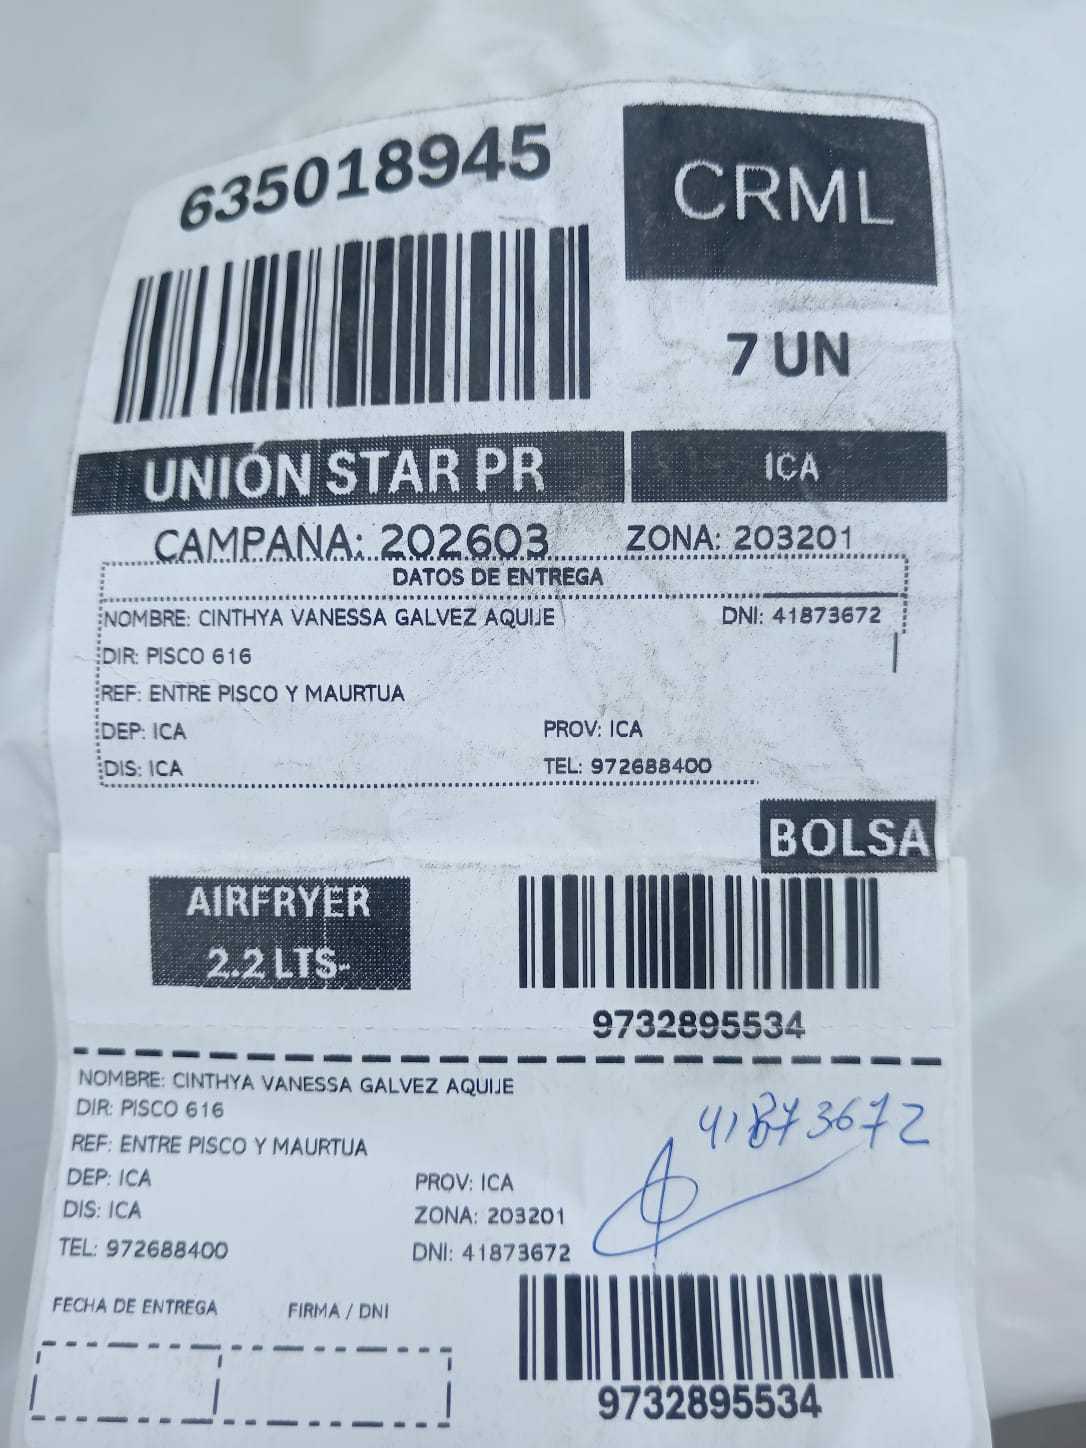 635018945
CRML
7 UN
UNIÓN STAR PR
ICA
CAMPAÑA: 202603
ZONA: 203201
DATOS DE ENTREGA
NOMBRE: CINTHYA VANESSA GALVEZ AQUIJE
DNI: 41873672
DIR: PISCO 616
REF: ENTRE PISCO Y MAURTUA
DEP: ICA
PROV: ICA
DIS: ICA
TEL: 972688400
BOLSA
AIRFRYER
2.2 LTS-
9732895534
NOMBRE: CINTHYA VANESSA GALVEZ AQUIJE
DIR: PISCO 616
41873672
REF: ENTRE PISCO Y MAURTUA
DEP: ICA
PROV: ICA
DIS: ICA
ZONA: 203201
TEL: 972688400
DNI: 41873672
FECHA DE ENTREGA
FIRMA / DNI
9732895534